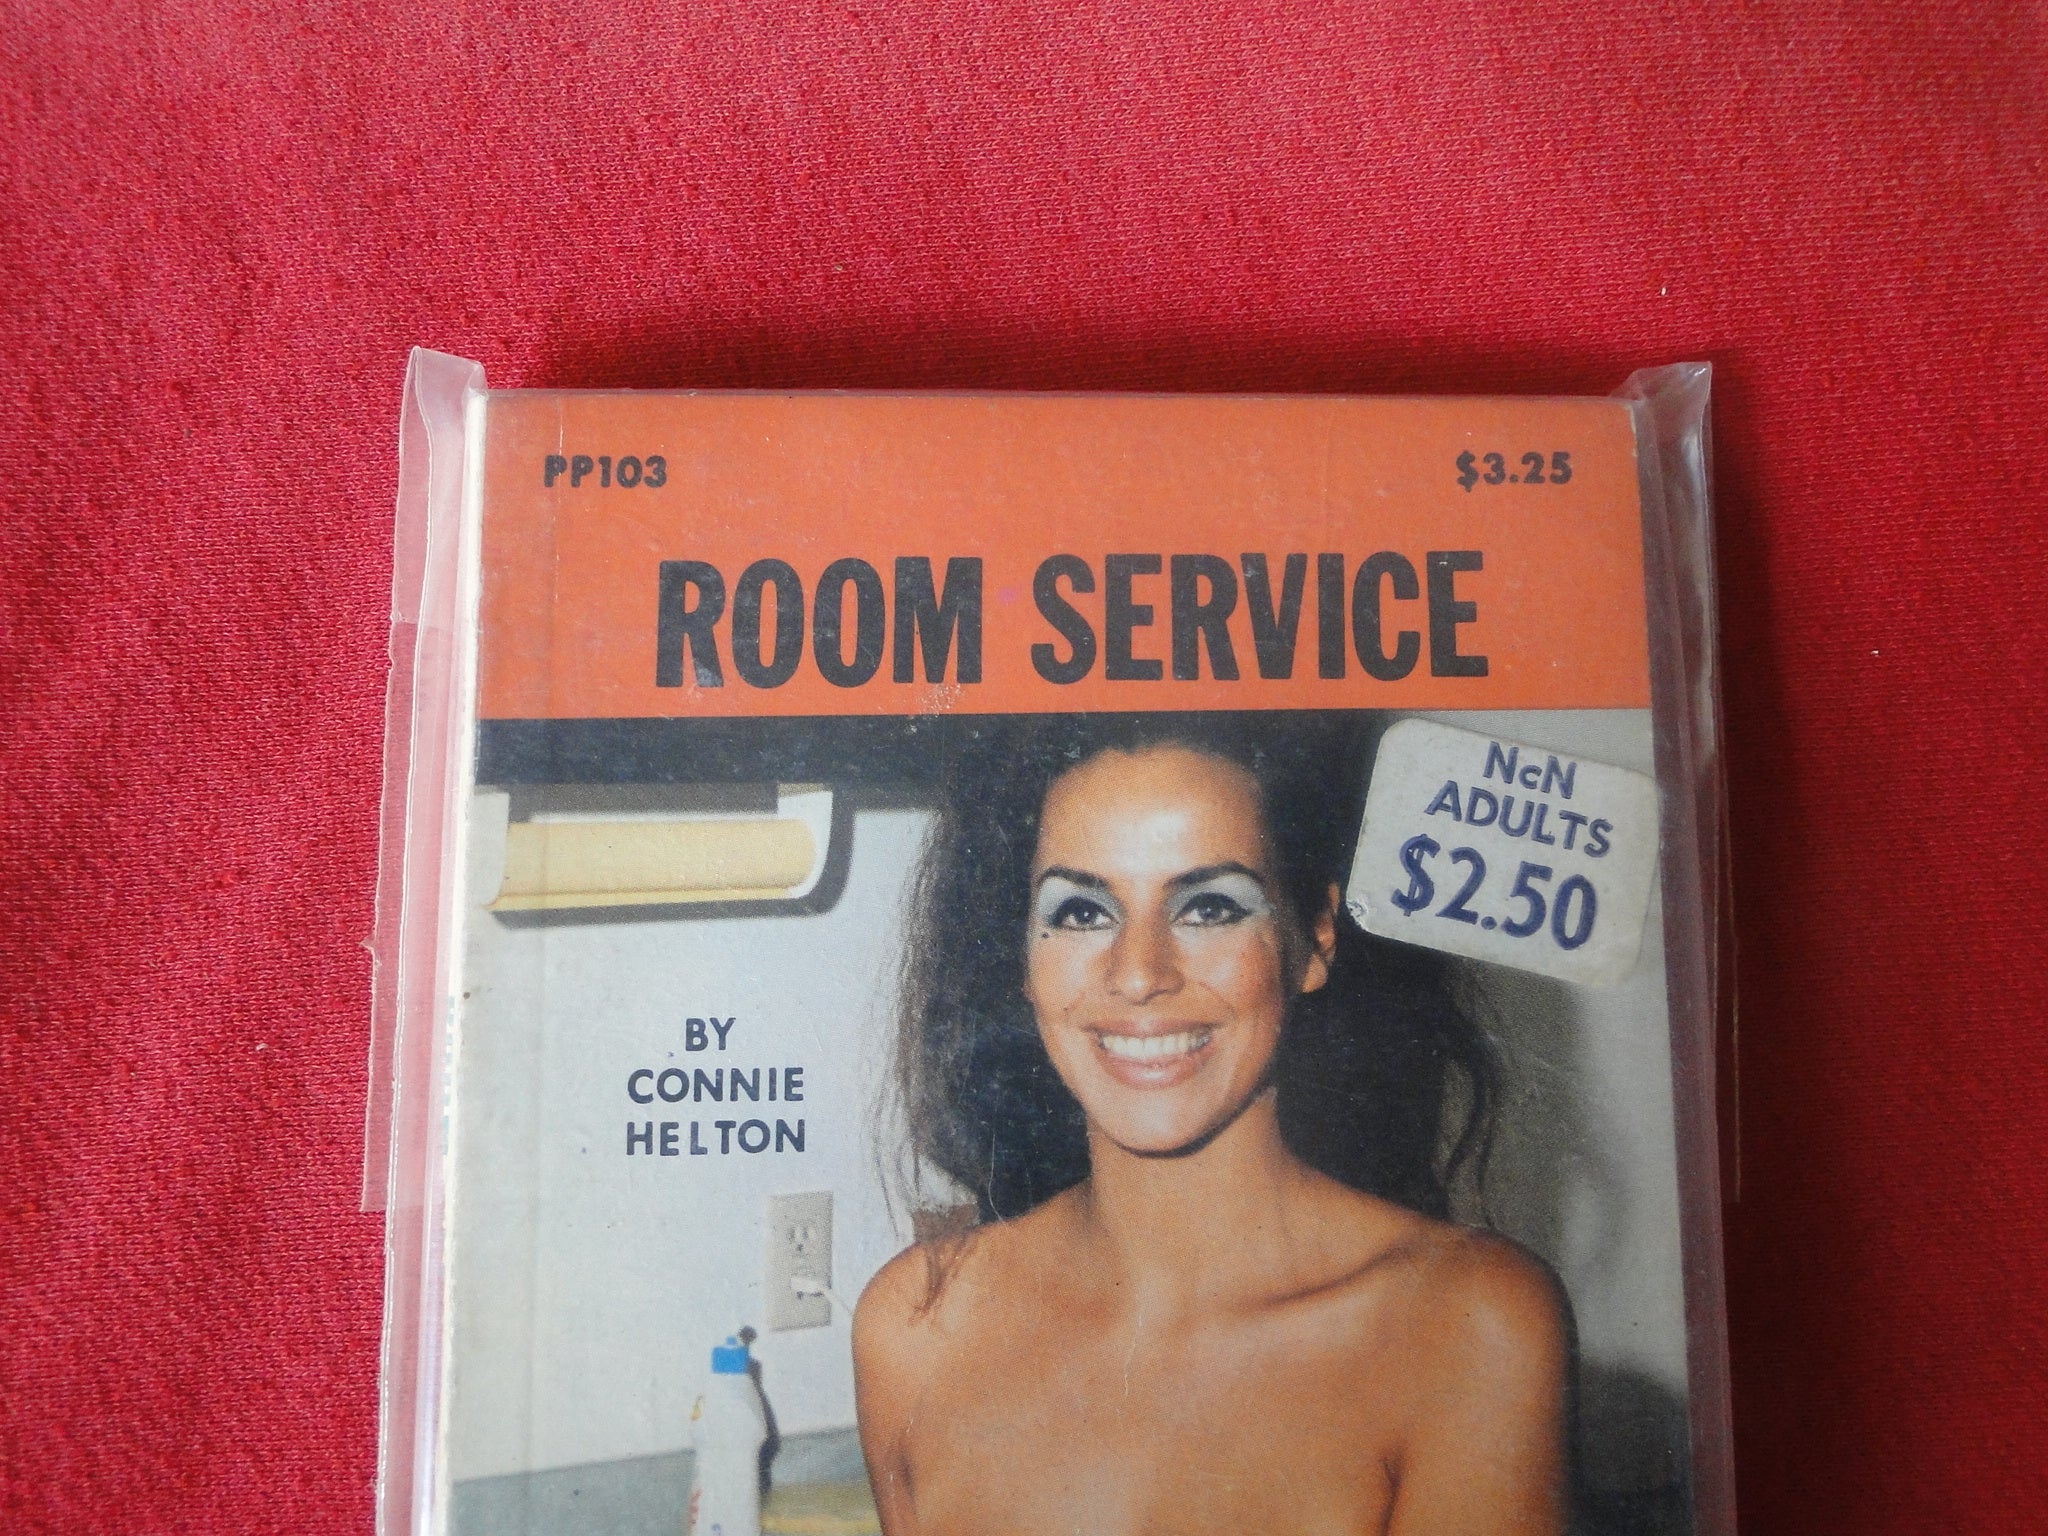 PP103
$3.25
ROOM SERVICE
NcN
ADULTS
$2.50
BY
CONNIE
HELTON